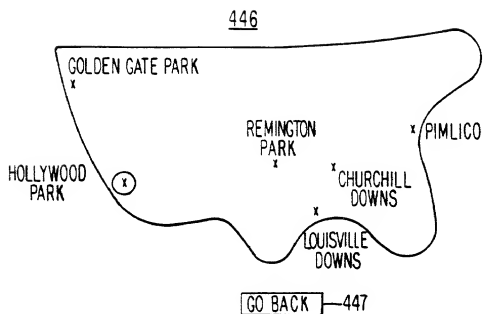 446
GOLDEN GATE PARK
REMINGTON
PARK
PIMLICO
HOLLYWOOD
PARK
CHURCHILL
DOWNS
LOUISVILLE
DOWNS
GO BACK
447